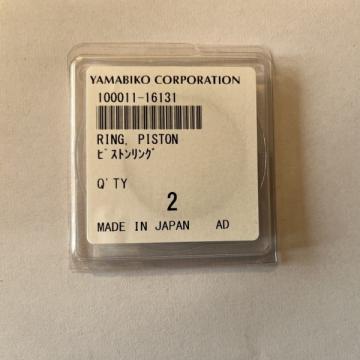 YAMABIKO CORPORATION
100011-16131
RING, PISTON
ﾋﾟｽﾄﾝﾘﾝｸﾞ
Q'TY
2
MADE IN JAPAN AD